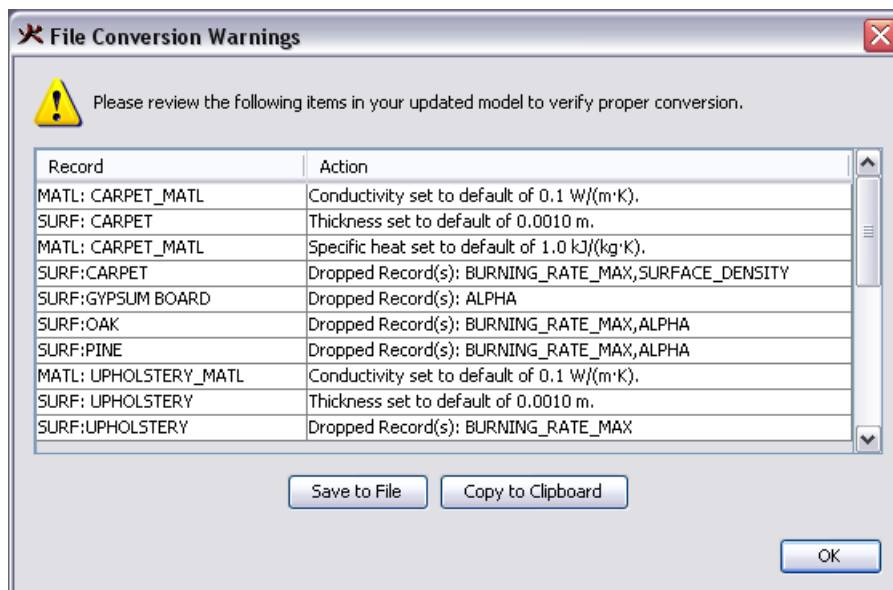 File Conversion Warnings
Please review the following items in your updated model to verify proper conversion.
Record Action
MATL: CARPET_MATL Conductivity set to default of 0.1 W/(m·K).
SURF: CARPET Thickness set to default of 0.0010 m.
MATL: CARPET_MATL Specific heat set to default of 1.0 kJ/(kg·K).
SURF:CARPET Dropped Record(s): BURNING_RATE_MAX,SURFACE_DENSITY
SURF:GYPSUM BOARD Dropped Record(s): ALPHA
SURF:OAK Dropped Record(s): BURNING_RATE_MAX,ALPHA
SURF:PINE Dropped Record(s): BURNING_RATE_MAX,ALPHA
MATL: UPHOLSTERY_MATL Conductivity set to default of 0.1 W/(m·K).
SURF: UPHOLSTERY Thickness set to default of 0.0010 m.
SURF:UPHOLSTERY Dropped Record(s): BURNING_RATE_MAX
Save to File Copy to Clipboard
OK